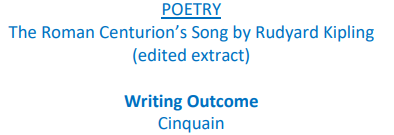 POETRY
The Roman Centurion’s Song by Rudyard Kipling
(edited extract)
Writing Outcome
Cinquain